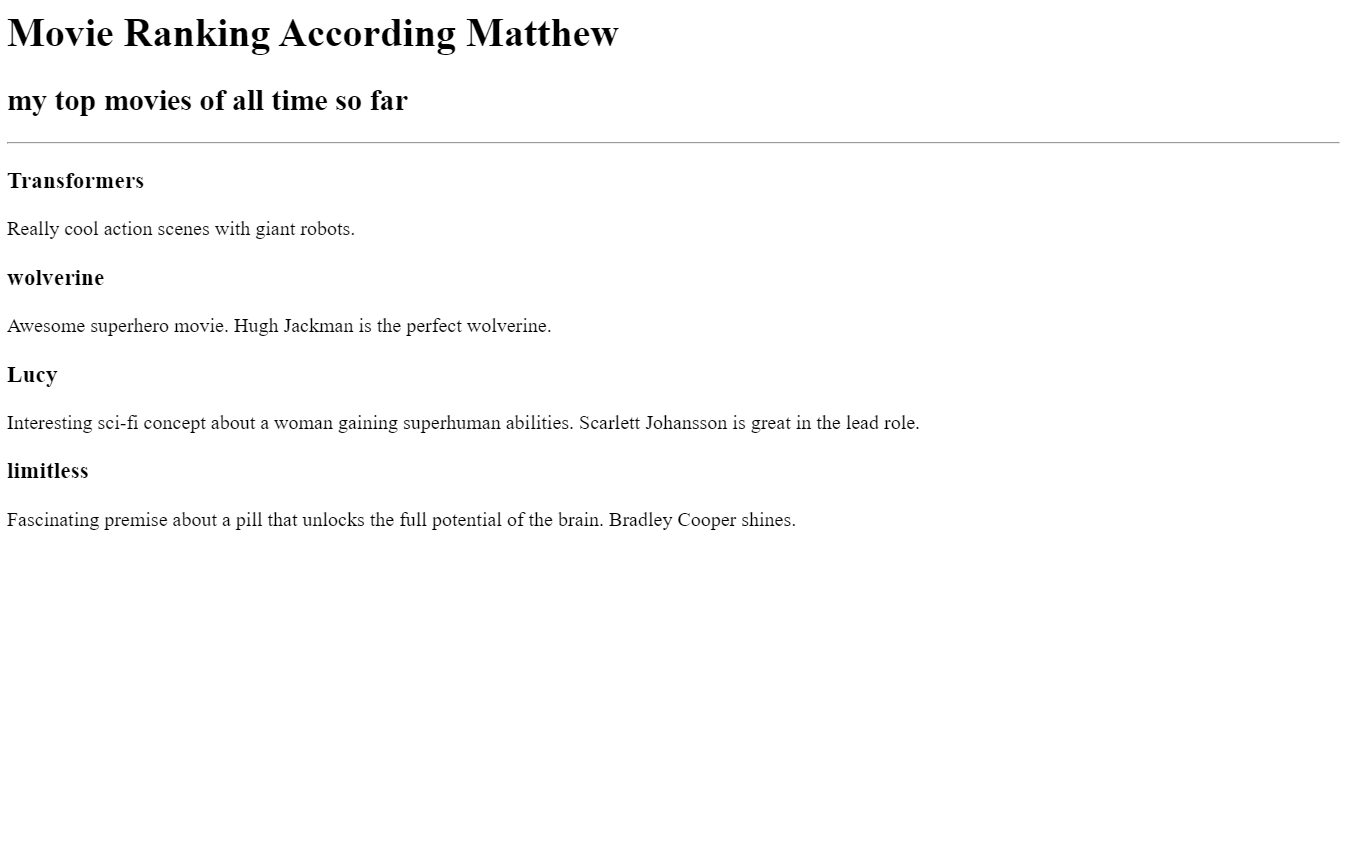 Movie Ranking According Matthew
my top movies of all time so far
Transformers
Really cool action scenes with giant robots.
wolverine
Awesome superhero movie. Hugh Jackman is the perfect wolverine.
Lucy
Interesting sci-fi concept about a woman gaining superhuman abilities. Scarlett Johansson is great in the lead role.
limitless
Fascinating premise about a pill that unlocks the full potential of the brain. Bradley Cooper shines.